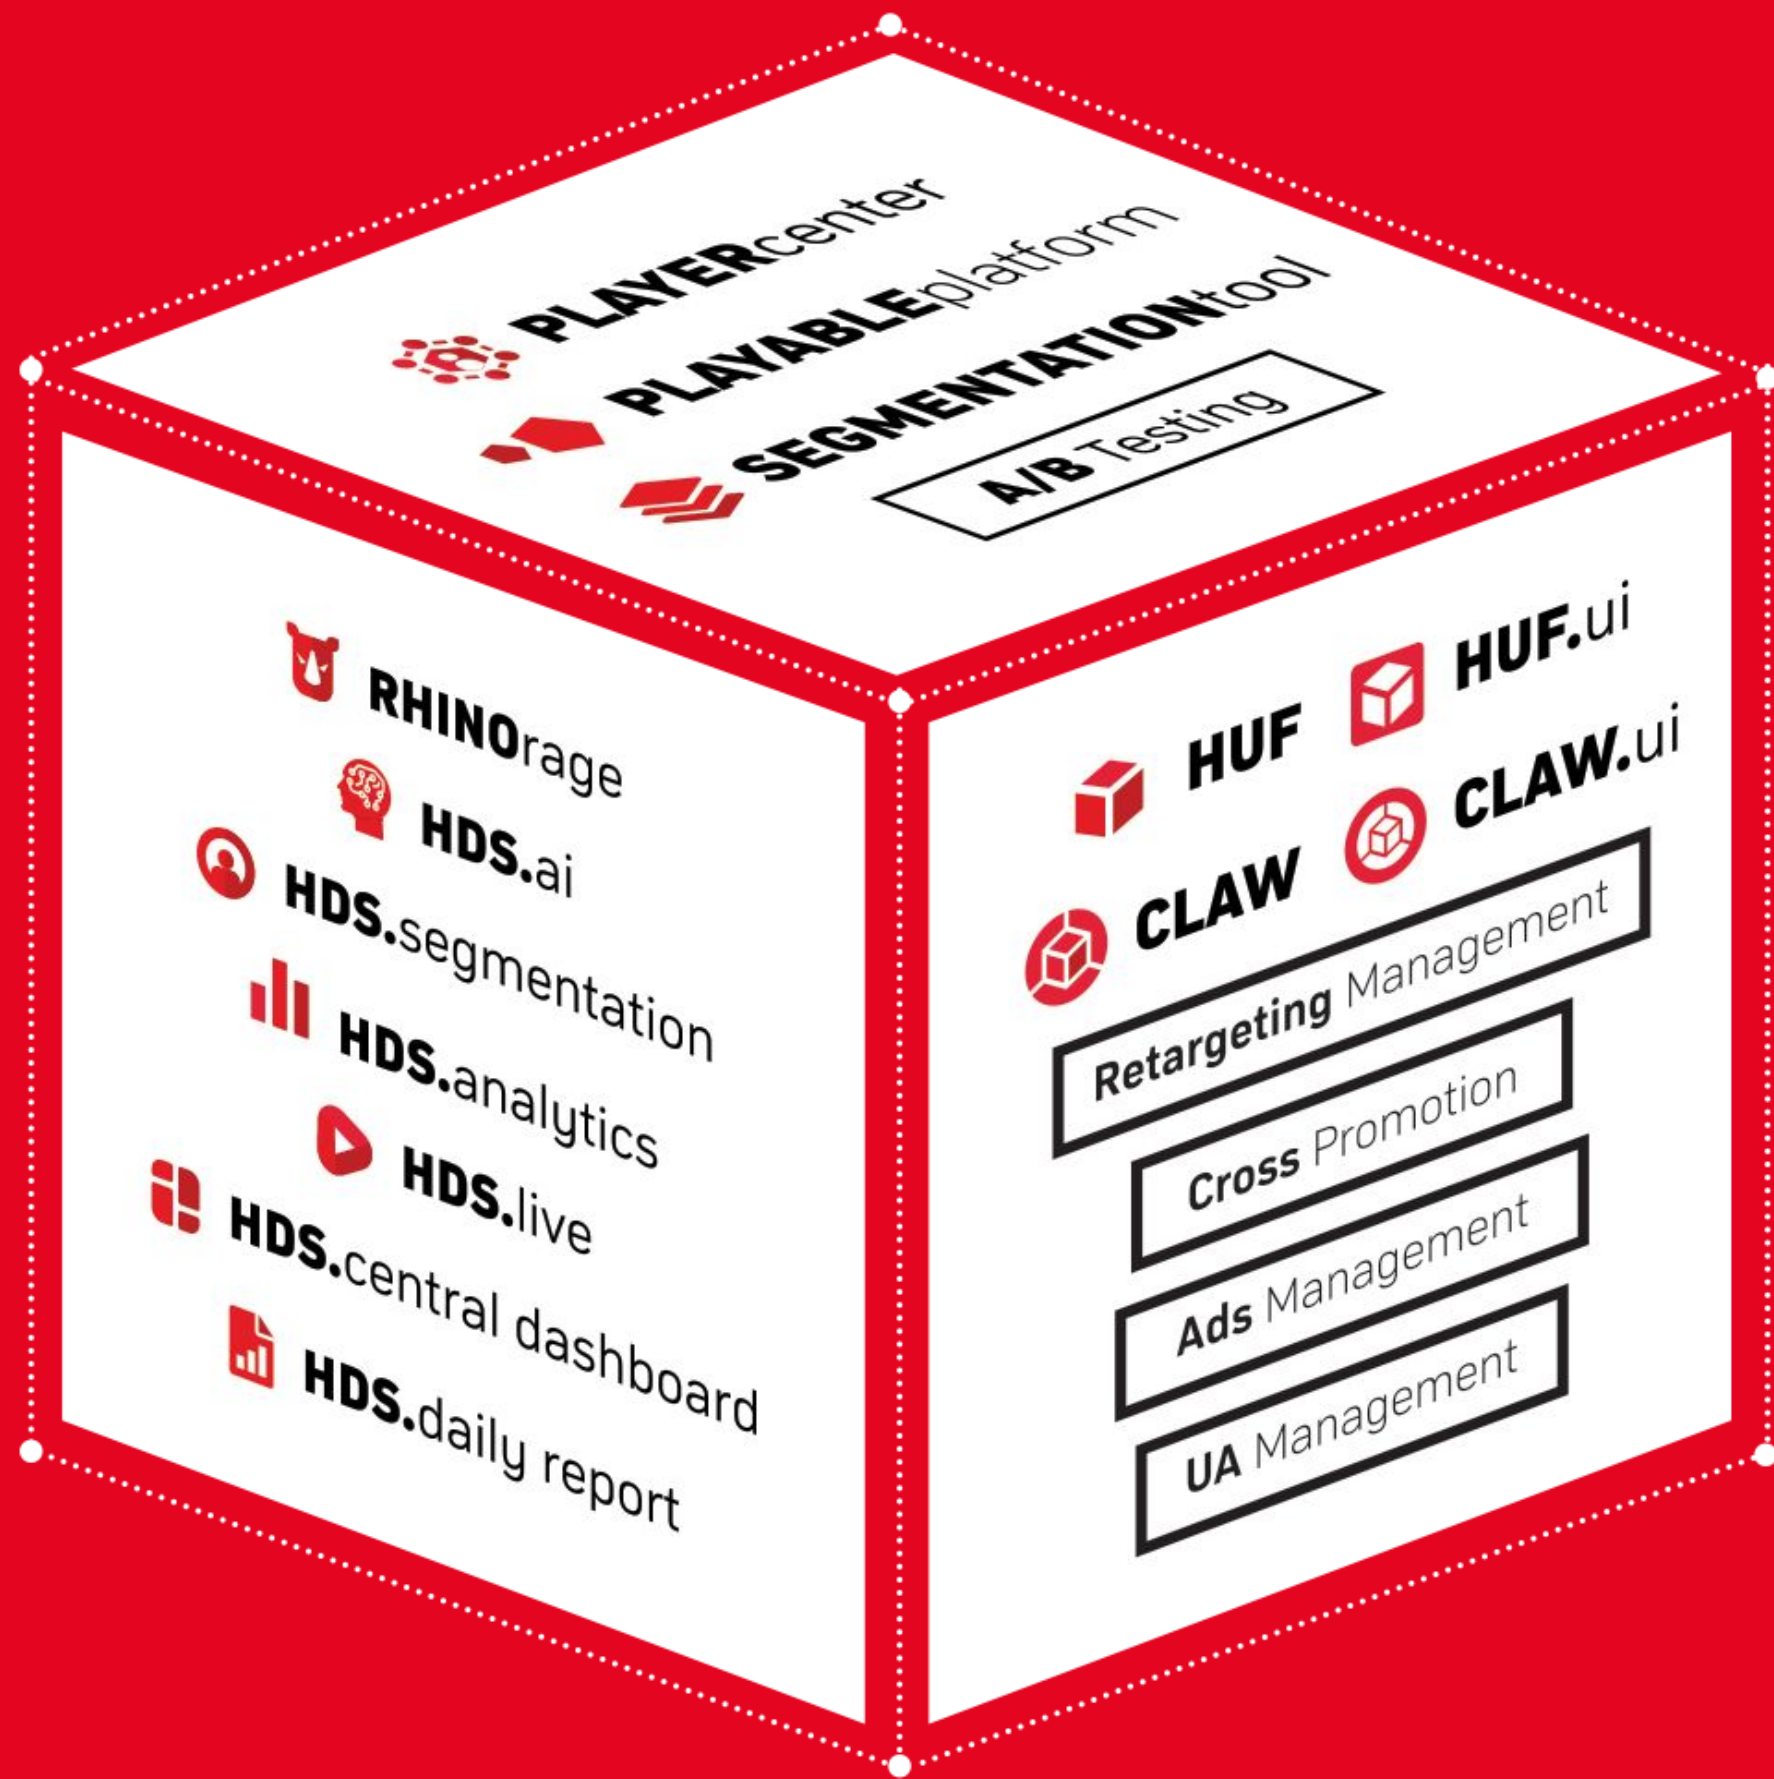 PLAYERcenter
PLAYABLEplatform
SEGMENTATIONtool
A/B Testing
RHINOrage
HDS.ai
HDS.segmentation
HDS.analytics
HDS.live
HDS.central dashboard
HDS.daily report
HUF
HUF.ui
CLAW
CLAW.ui
Retargeting Management
Cross Promotion
Ads Management
UA Management